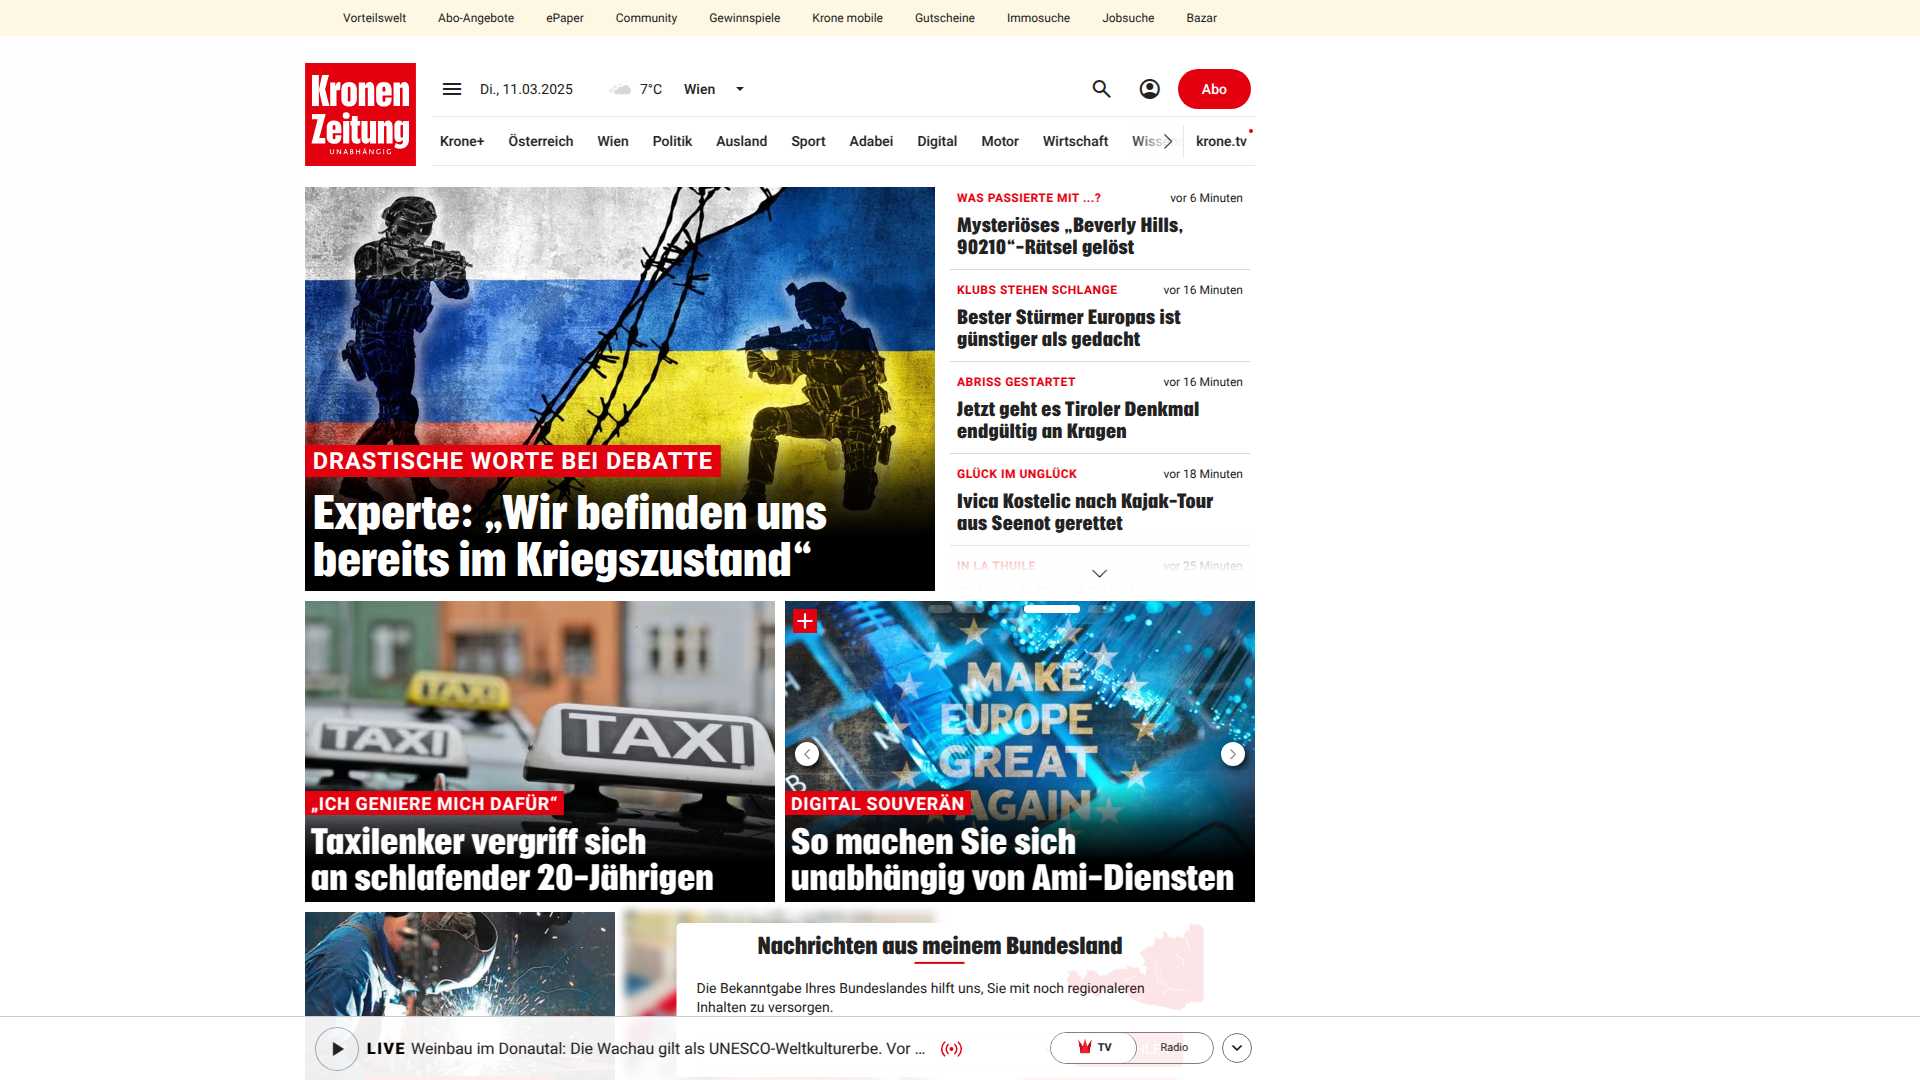 Vorteilswelt Abo-Angebote ePaper Community Gewinnspiele Krone mobile Gutscheine Immosuche Jobsuche Bazar
Kronen
Zeitung
UNABHÄNGIG
Di., 11.03.2025 7°C Wien Abo
Krone+ Österreich Wien Politik Ausland Sport Adabei Digital Motor Wirtschaft krone.tv
DRASTISCHE WORTE BEI DEBATTE
Experte: „Wir befinden uns
bereits im Kriegszustand“
WAS PASSIERTE MIT ...? vor 6 Minuten
Mysteriöses „Beverly Hills,
90210“-Rätsel gelöst
KLUBS STEHEN SCHLANGE vor 16 Minuten
Bester Stürmer Europas ist
günstiger als gedacht
ABRISS GESTARTET vor 16 Minuten
Jetzt geht es Tiroler Denkmal
endgültig an Kragen
GLÜCK IM UNGLÜCK vor 18 Minuten
Ivica Kostelic nach Kajak-Tour
aus Seenot gerettet
IN LA THUILE vor 25 Minuten
TAXI
TAXI
TAXI
„ICH GENIERE MICH DAFÜR“
Taxilenker vergriff sich
an schlafender 20-Jährigen
MAKE
EUROPE
GREAT
AGAIN
DIGITAL SOUVERÄN
So machen Sie sich
unabhängig von Ami-Diensten
Nachrichten aus meinem Bundesland
Die Bekanntgabe Ihres Bundeslandes hilft uns, Sie mit noch regionaleren
Inhalten zu versorgen.
LIVE Weinbau im Donautal: Die Wachau gilt als UNESCO-Weltkulturerbe. Vor ... TV Radio